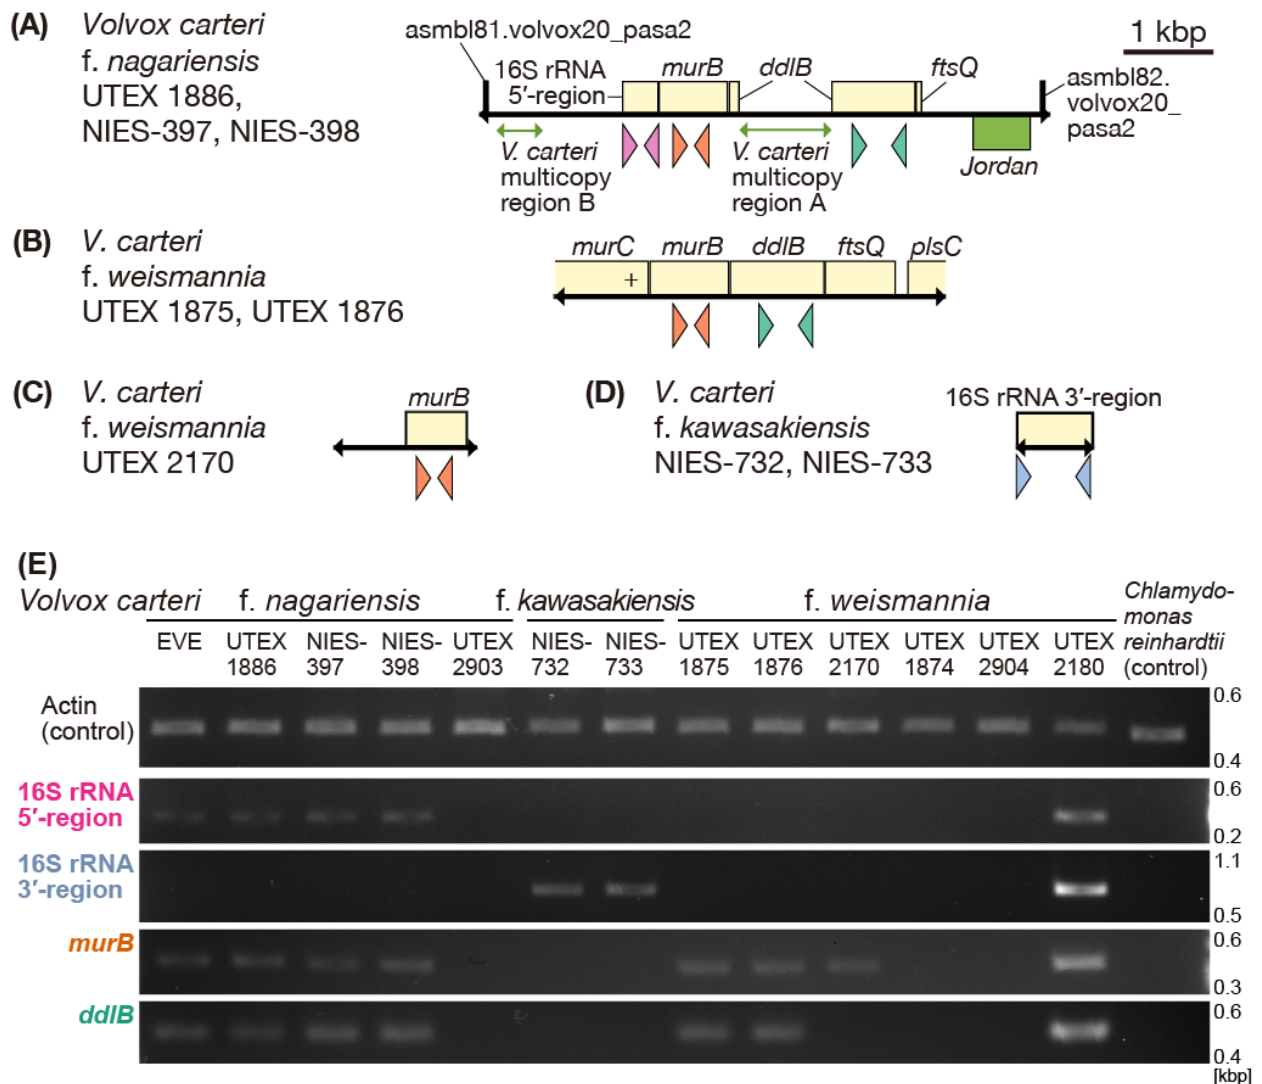 (A) Volvox carteri
f. nagariensis
UTEX 1886,
NIES-397, NIES-398
asmbl81.volvox20_pasa2
1 kbp
16S rRNA
5′-region
murB
ddlB
ftsQ
asmbl82.
volvox20_
pasa2
V. carteri
multicopy
region B
V. carteri
multicopy
region A
Jordan
(B) V. carteri
f. weismannia
UTEX 1875, UTEX 1876
murC murB ddlB ftsQ plsC
+
(C) V. carteri
f. weismannia
UTEX 2170
murB
(D) V. carteri
f. kawasakiensis
NIES-732, NIES-733
16S rRNA 3′-region
(E)
Volvox carteri f. nagariensis f. kawasakiensis f. weismannia
Chlamydo-
monas
reinhardtii
(control)
EVE UTEX NIES- NIES- UTEX NIES- NIES- UTEX UTEX UTEX UTEX UTEX UTEX
1886 397 398 2903 732 733 1875 1876 2170 1874 2904 2180
Actin
(control)
0.6
0.4
16S rRNA
5′-region
0.6
0.2
16S rRNA
3′-region
1.1
0.5
murB
0.6
0.3
ddlB
0.6
0.4
[kbp]